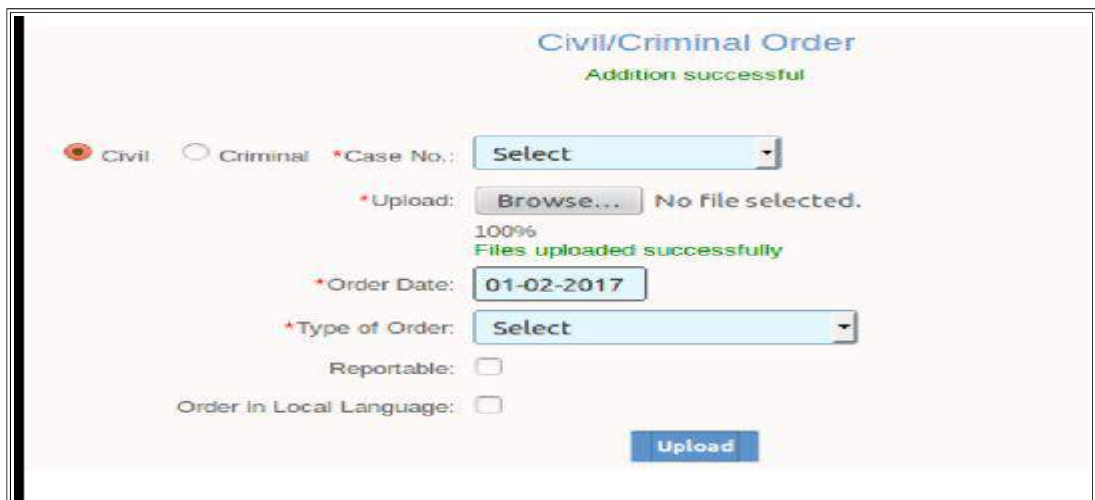 Civil/Criminal Order
Addition successful
Civil Criminal *Case No.: Select
*Upload: Browse... No file selected.
100%
Files uploaded successfully
*Order Date: 01-02-2017
*Type of Order: Select
Reportable:
Order in Local Language:
Upload